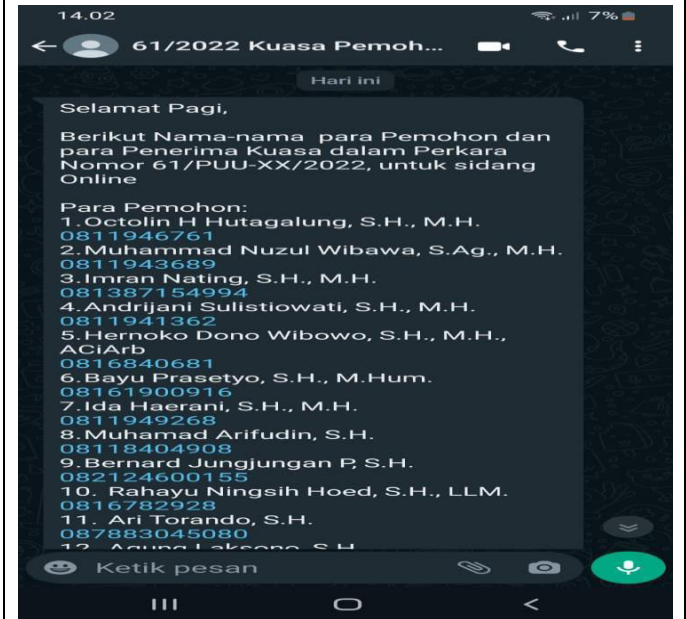 14.02
7%
61/2022 Kuasa Pemoh...
Hari ini
Selamat Pagi,
Berikut Nama-nama para Pemohon dan
para Penerima Kuasa dalam Perkara
Nomor 61/PUU-XX/2022, untuk sidang
Online
Para Pemohon:
1.Octolin H Hutagalung, S.H., M.H.
0811946761
2.Muhammad Nuzul Wibawa, S.Ag., M.H.
0811943689
3.Imran Nating, S.H., M.H.
081387154994
4.Andrijani Sulistiowati, S.H., M.H.
0811941362
5.Hernoko Dono Wibowo, S.H., M.H.,
ACiArb
0816840681
6.Bayu Prasetyo, S.H., M.Hum.
08161900916
7.Ida Haerani, S.H., M.H.
0811949268
8.Muhamad Arifudin, S.H.
08118404908
9.Bernard Jungjungan P, S.H.
082124600155
10. Rahayu Ningsih Hoed, S.H., LLM.
0816782928
11. Ari Torando, S.H.
087883045080
12. Agung Laksono, S.H.
Ketik pesan